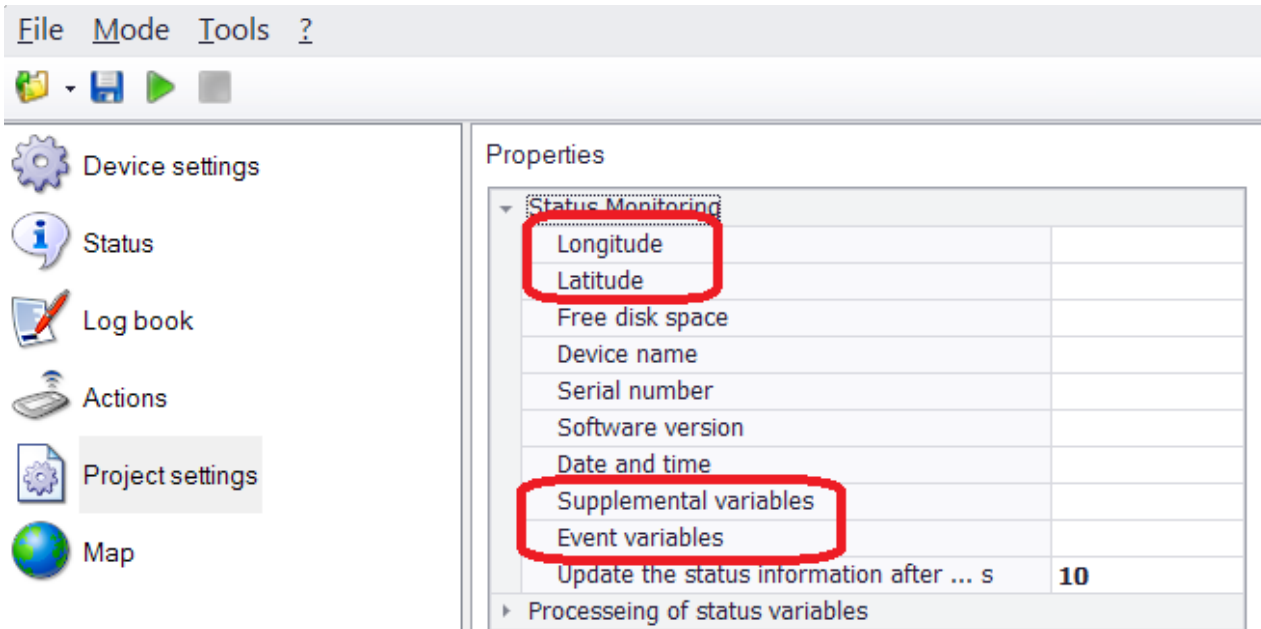 File Mode Tools ?
Device settings
Status
Log book
Actions
Project settings
Map
Properties
Status Monitoring
Longitude
Latitude
Free disk space
Device name
Serial number
Software version
Date and time
Supplemental variables
Event variables
Update the status information after ... s 10
Processeing of status variables